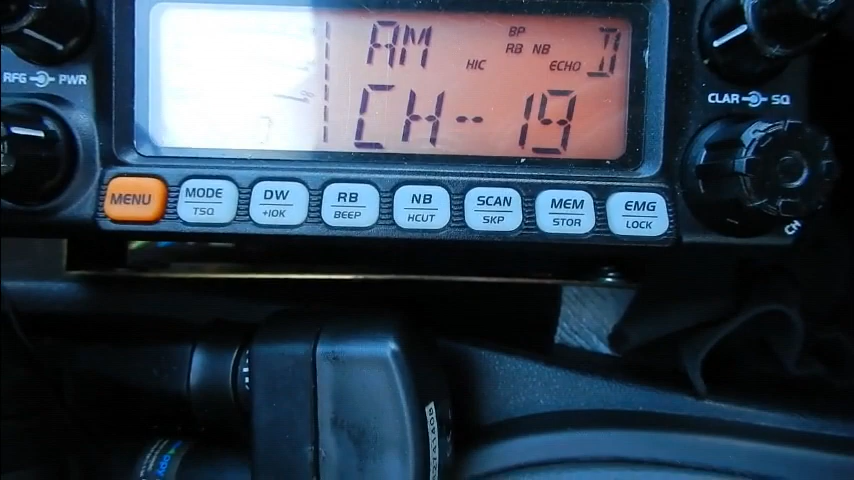 AM
BP
RB NB
HIC
ECHO
D
CH-- 19
RFG PWR
CLAR SQ
MENU
MODE
TSQ
DW
+10K
RB
BEEP
NB
HCUT
SCAN
SKP
MEM
STOR
EMG
LOCK
CH